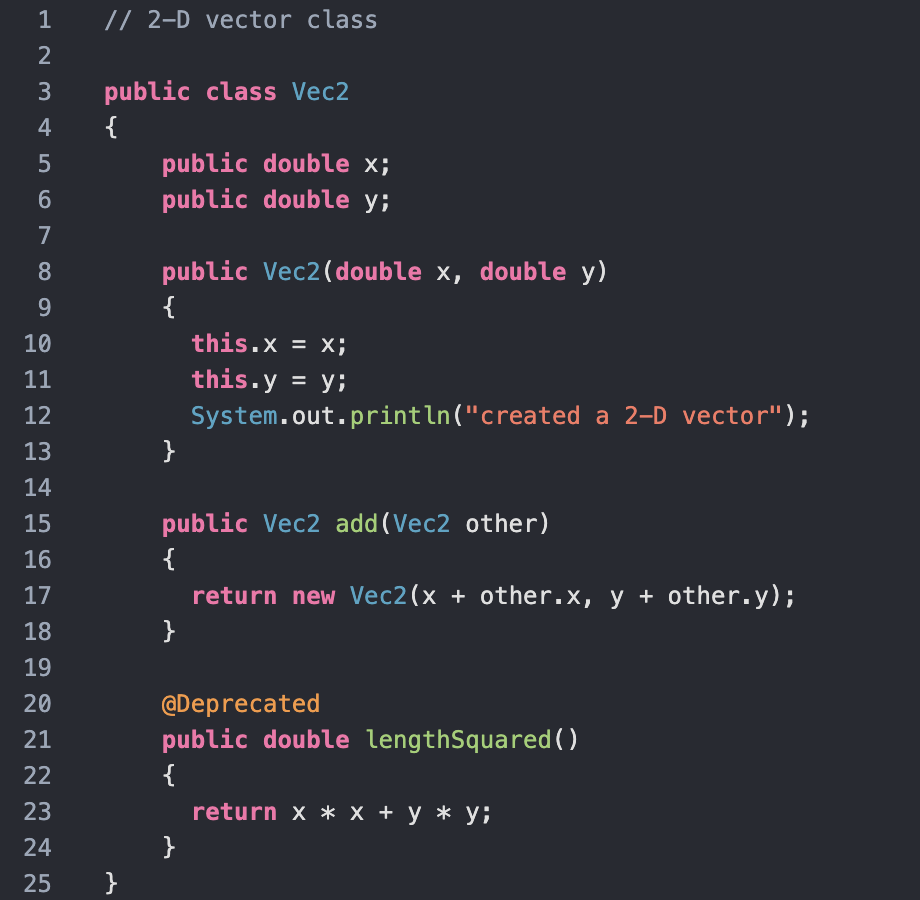 1 // 2-D vector class
2
3 public class Vec2
4 {
5     public double x;
6     public double y;
7
8     public Vec2(double x, double y)
9     {
10       this.x = x;
11       this.y = y;
12       System.out.println("created a 2-D vector");
13     }
14
15     public Vec2 add(Vec2 other)
16     {
17       return new Vec2(x + other.x, y + other.y);
18     }
19
20     @Deprecated
21     public double lengthSquared()
22     {
23       return x * x + y * y;
24     }
25 }